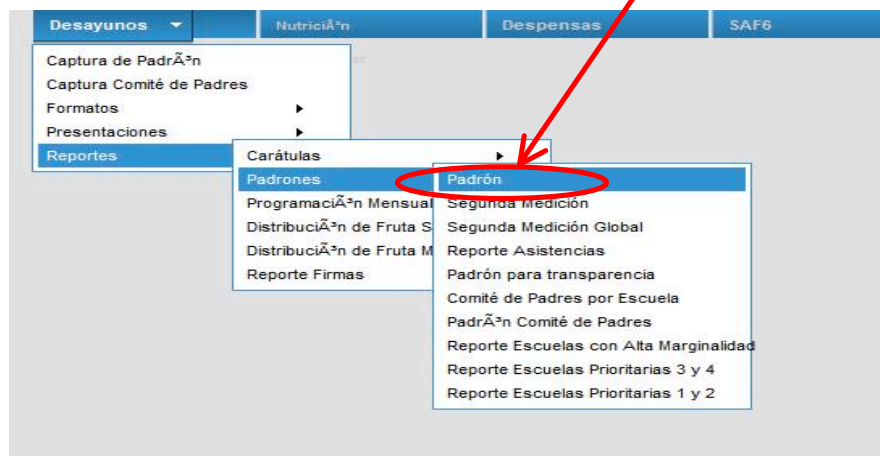 Desayunos NutriciÃ³n Despensas SAF6
Captura de PadrÃ³n
Captura Comité de Padres
Formatos
Presentaciones
Reportes
Carátulas
Padrones
ProgramaciÃ³n Mensual
DistribuciÃ³n de Fruta S
DistribuciÃ³n de Fruta M
Reporte Firmas
Padrón
Segunda Medición
Segunda Medición Global
Reporte Asistencias
Padrón para transparencia
Comité de Padres por Escuela
PadrÃ³n Comité de Padres
Reporte Escuelas con Alta Marginalidad
Reporte Escuelas Prioritarias 3 y 4
Reporte Escuelas Prioritarias 1 y 2